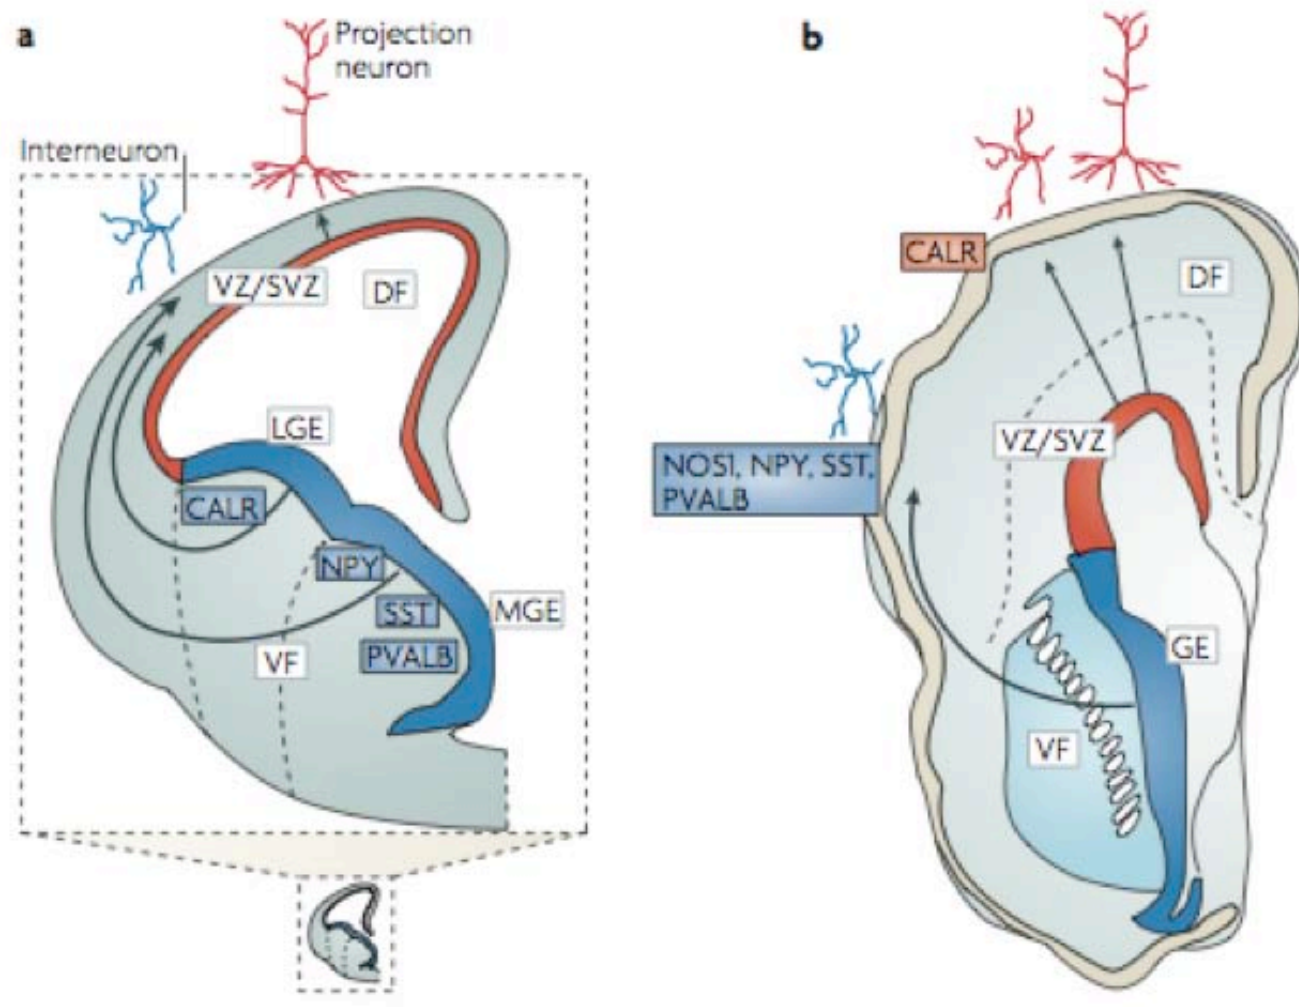 a
Projection
neuron
Interneuron
VZ/SVZ
DF
LGE
CALR
NPY
SST
MGE
PVALB
VF
b
CALR
DF
VZ/SVZ
NOS1, NPY, SST,
PVALB
GE
VF